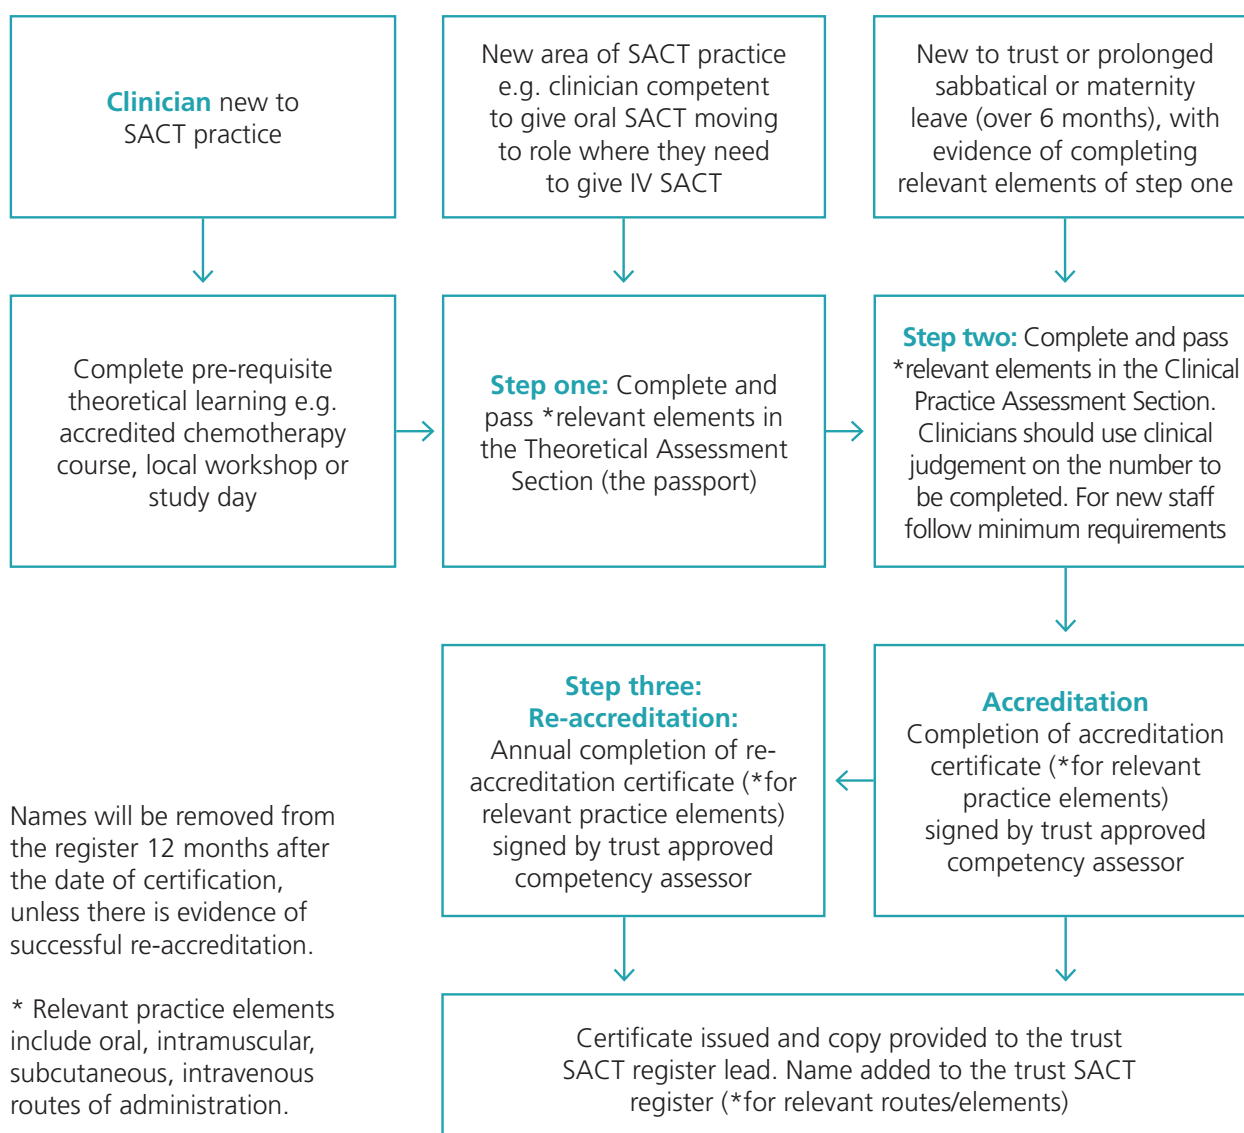 Clinician new to
SACT practice
New area of SACT practice
e.g. clinician competent
to give oral SACT moving
to role where they need
to give IV SACT
New to trust or prolonged
sabbatical or maternity
leave (over 6 months), with
evidence of completing
relevant elements of step one
Complete pre-requisite
theoretical learning e.g.
accredited chemotherapy
course, local workshop or
study day
Step one: Complete and
pass *relevant elements in
the Theoretical Assessment
Section (the passport)
Step two: Complete and pass
*relevant elements in the Clinical
Practice Assessment Section.
Clinicians should use clinical
judgement on the number to
be completed. For new staff
follow minimum requirements
Step three:
Re-accreditation:
Annual completion of re-
accreditation certificate (*for
relevant practice elements)
signed by trust approved
competency assessor
Accreditation
Completion of accreditation
certificate (*for relevant
practice elements)
signed by trust approved
competency assessor
Names will be removed from
the register 12 months after
the date of certification,
unless there is evidence of
successful re-accreditation.
* Relevant practice elements
include oral, intramuscular,
subcutaneous, intravenous
routes of administration.
Certificate issued and copy provided to the trust
SACT register lead. Name added to the trust SACT
register (*for relevant routes/elements)